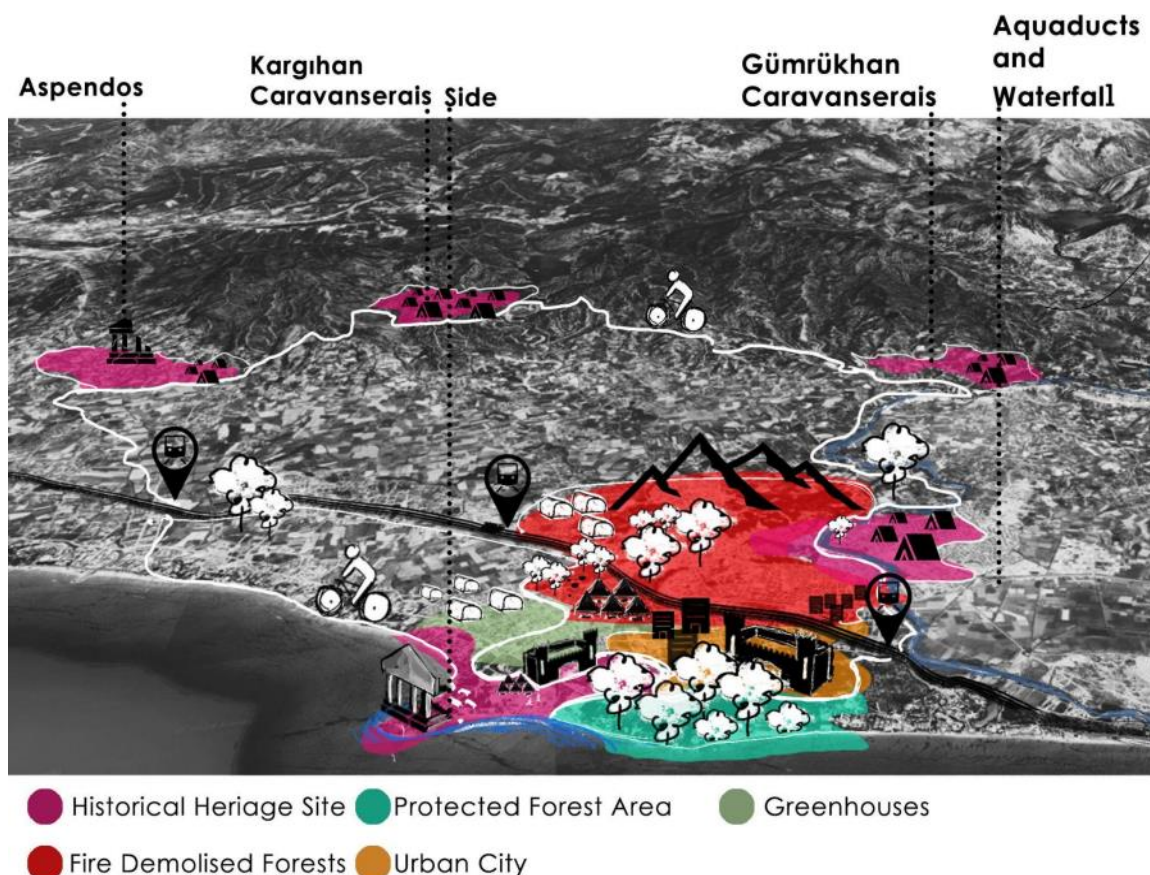 Aspendos
Kargıhan
Caravanserais
Side
Gümrükhan
Caravanserais
Aquaducts
and
Waterfall
Historical Heriage Site
Protected Forest Area
Greenhouses
Fire Demolised Forests
Urban City